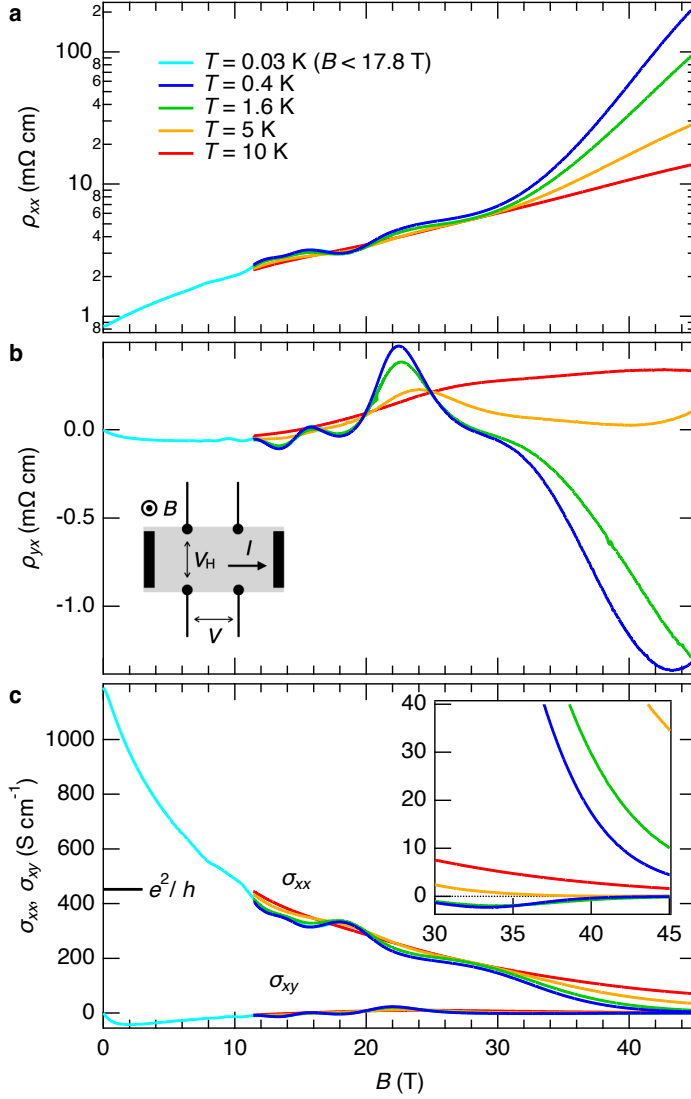 a
100
8
6
4
2
10
8
6
4
2
1
8
ρxx (mΩ cm)
T = 0.03 K (B < 17.8 T)
T = 0.4 K
T = 1.6 K
T = 5 K
T = 10 K
b
0.0
-0.5
-1.0
ρyx (mΩ cm)
B
I
VH
V
c
1000
800
600
400
200
0
σxx, σxy (S cm⁻¹)
e²/h
σxx
σxy
40
30
20
10
0
30 35 40 45
0 10 20 30 40
B (T)